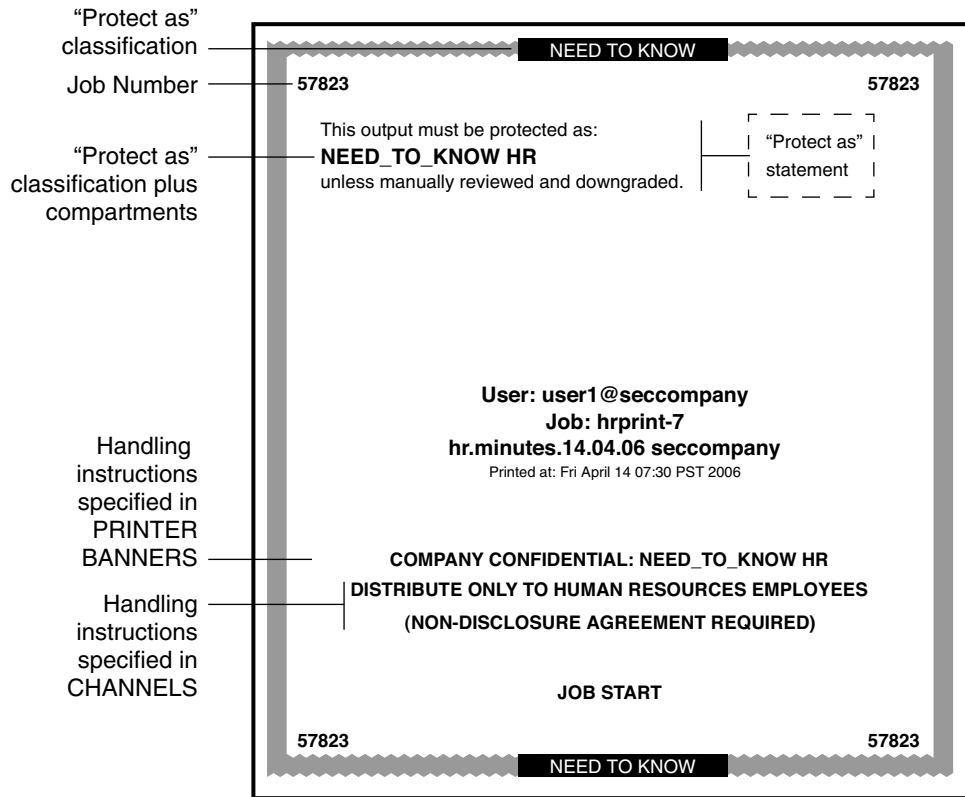 “Protect as”
classification
NEED TO KNOW
Job Number
57823
57823
This output must be protected as:
NEED_TO_KNOW HR
unless manually reviewed and downgraded.
“Protect as”
statement
“Protect as”
classification plus
compartments
User: user1@seccompany
Job: hrprint-7
hr.minutes.14.04.06 seccompany
Printed at: Fri April 14 07:30 PST 2006
Handling
instructions
specified in
PRINTER
BANNERS
COMPANY CONFIDENTIAL: NEED_TO_KNOW HR
DISTRIBUTE ONLY TO HUMAN RESOURCES EMPLOYEES
(NON-DISCLOSURE AGREEMENT REQUIRED)
Handling
instructions
specified in
CHANNELS
JOB START
57823
57823
NEED TO KNOW